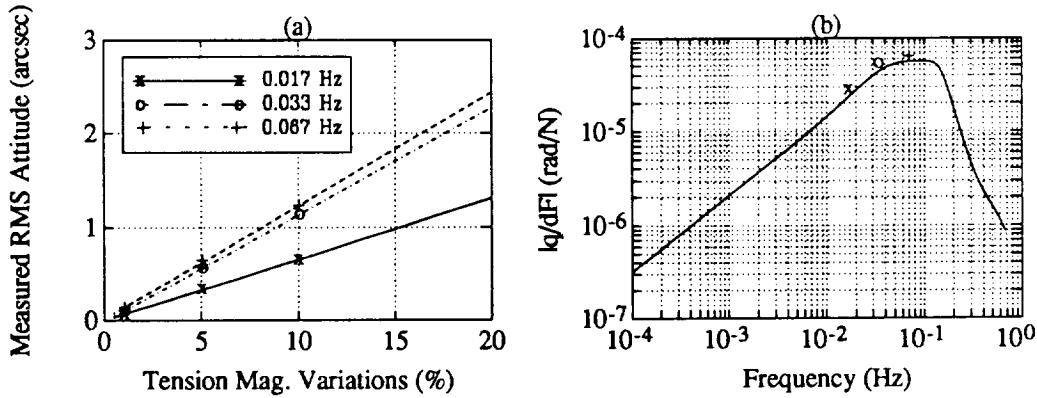 (a)
Measured RMS Attitude (arcsec)
3
2
1
0
0.017 Hz
0.033 Hz
0.067 Hz
0
5
10
15
20
Tension Mag. Variations (%)
(b)
|q/dF| (rad/N)
10-4
10-5
10-6
10-7
10-4
10-3
10-2
10-1
100
Frequency (Hz)